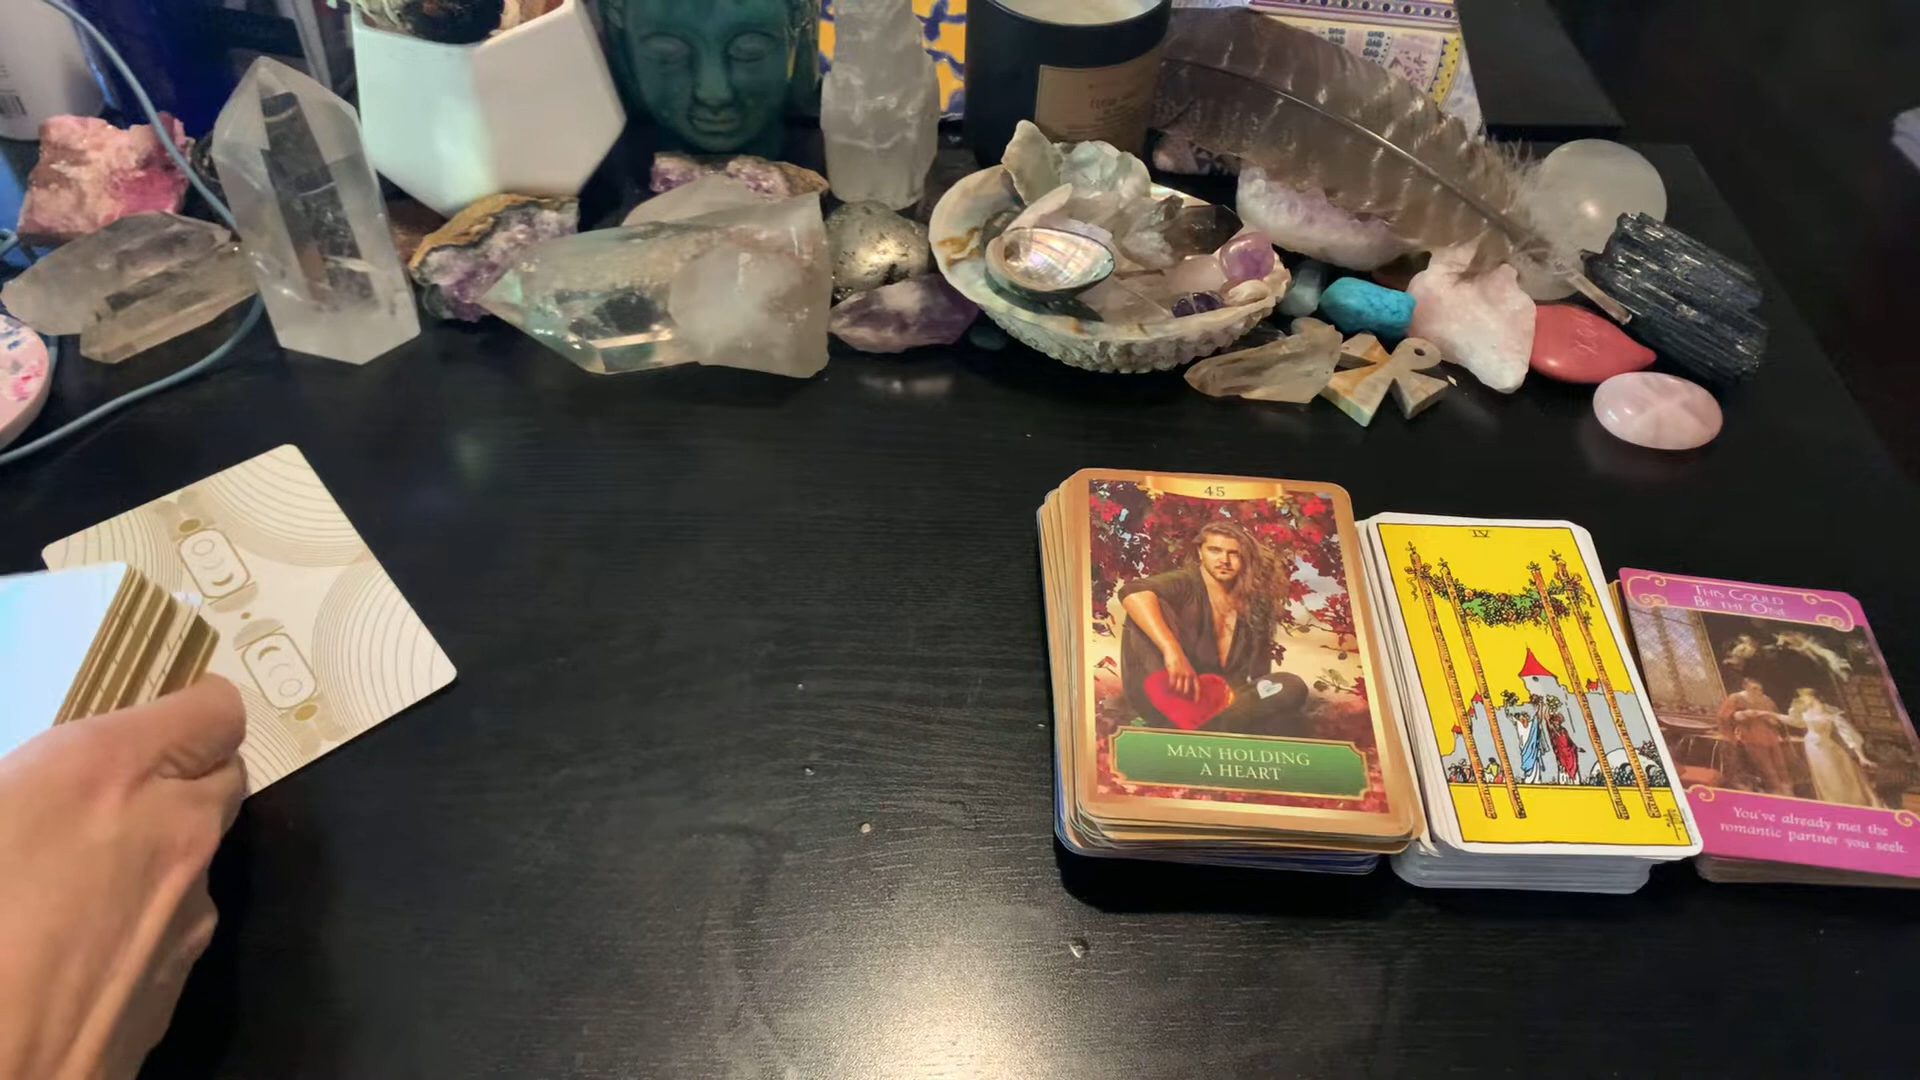 45
MAN HOLDING
A HEART
IV
THIS COULD
BE THE ONE
You've already met the
romantic partner you seek.